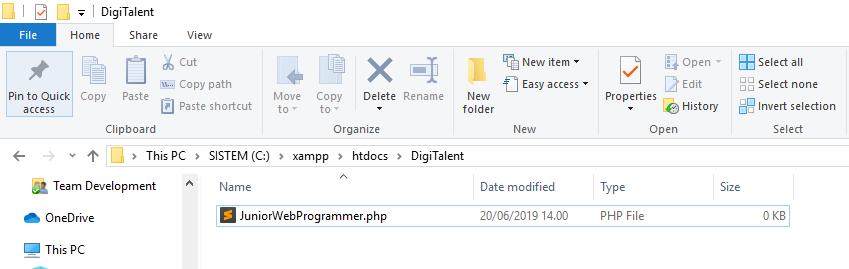 DigiTalent
File Home Share View
Pin to Quick access
Copy
Paste
Cut
Copy path
Paste shortcut
Clipboard
Move to
Copy to
Delete
Rename
Organize
New folder
New item
Easy access
New
Properties
Open
Edit
History
Open
Select all
Select none
Invert selection
Select
This PC > SISTEM (C:) > xampp > htdocs > DigiTalent
Team Development
OneDrive
This PC
Name Date modified Type Size
JuniorWebProgrammer.php 20/06/2019 14.00 PHP File 0 KB